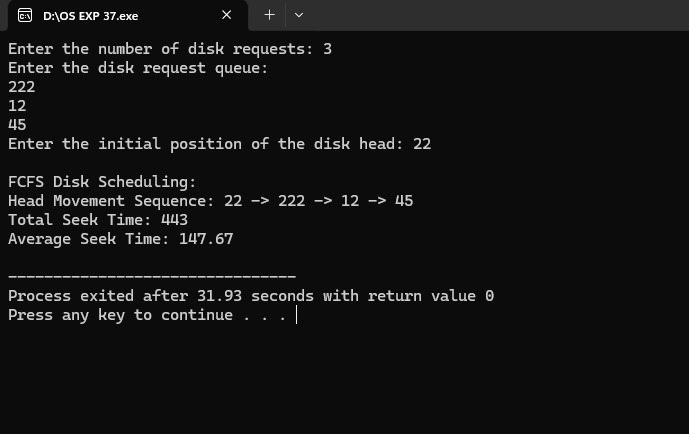 D:\OS EXP 37.exe
Enter the number of disk requests: 3
Enter the disk request queue:
222
12
45
Enter the initial position of the disk head: 22
FCFS Disk Scheduling:
Head Movement Sequence: 22 -> 222 -> 12 -> 45
Total Seek Time: 443
Average Seek Time: 147.67
--------------------------------
Process exited after 31.93 seconds with return value 0
Press any key to continue . . .